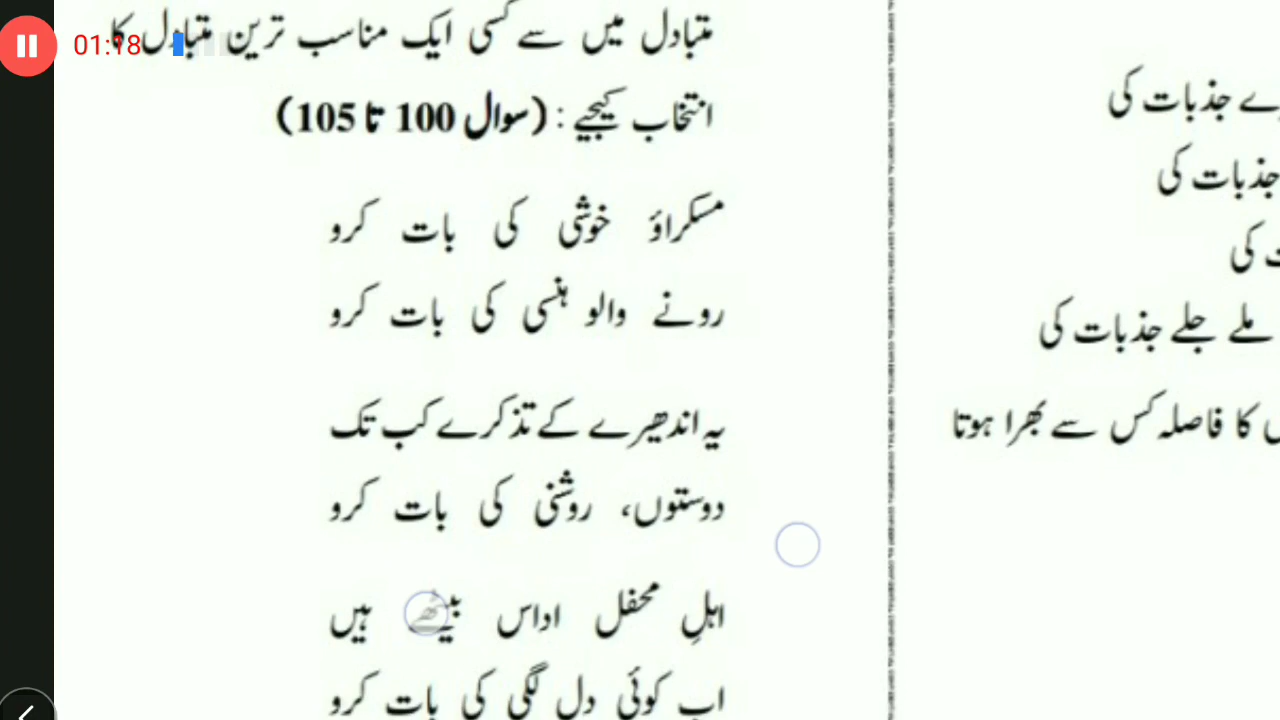 01:18
متبادل میں سے کسی ایک مناسب ترین متبادل کا
انتخاب کیجیے : (سوال 100 تا 105)
مسکراؤ خوشی کی بات کرو
رونے والو ہنسی کی بات کرو
یہ اندھیرے کے تذکرے کب تک
دوستوں، روشنی کی بات کرو
اہلِ محفل اداس بیٹھے ہیں
اب کوئی دل لگی کی بات کرو
جذبات کی
جذبات کی
کی
ملے جلے جذبات کی
کا فاصلہ کس سے بھرا ہوتا